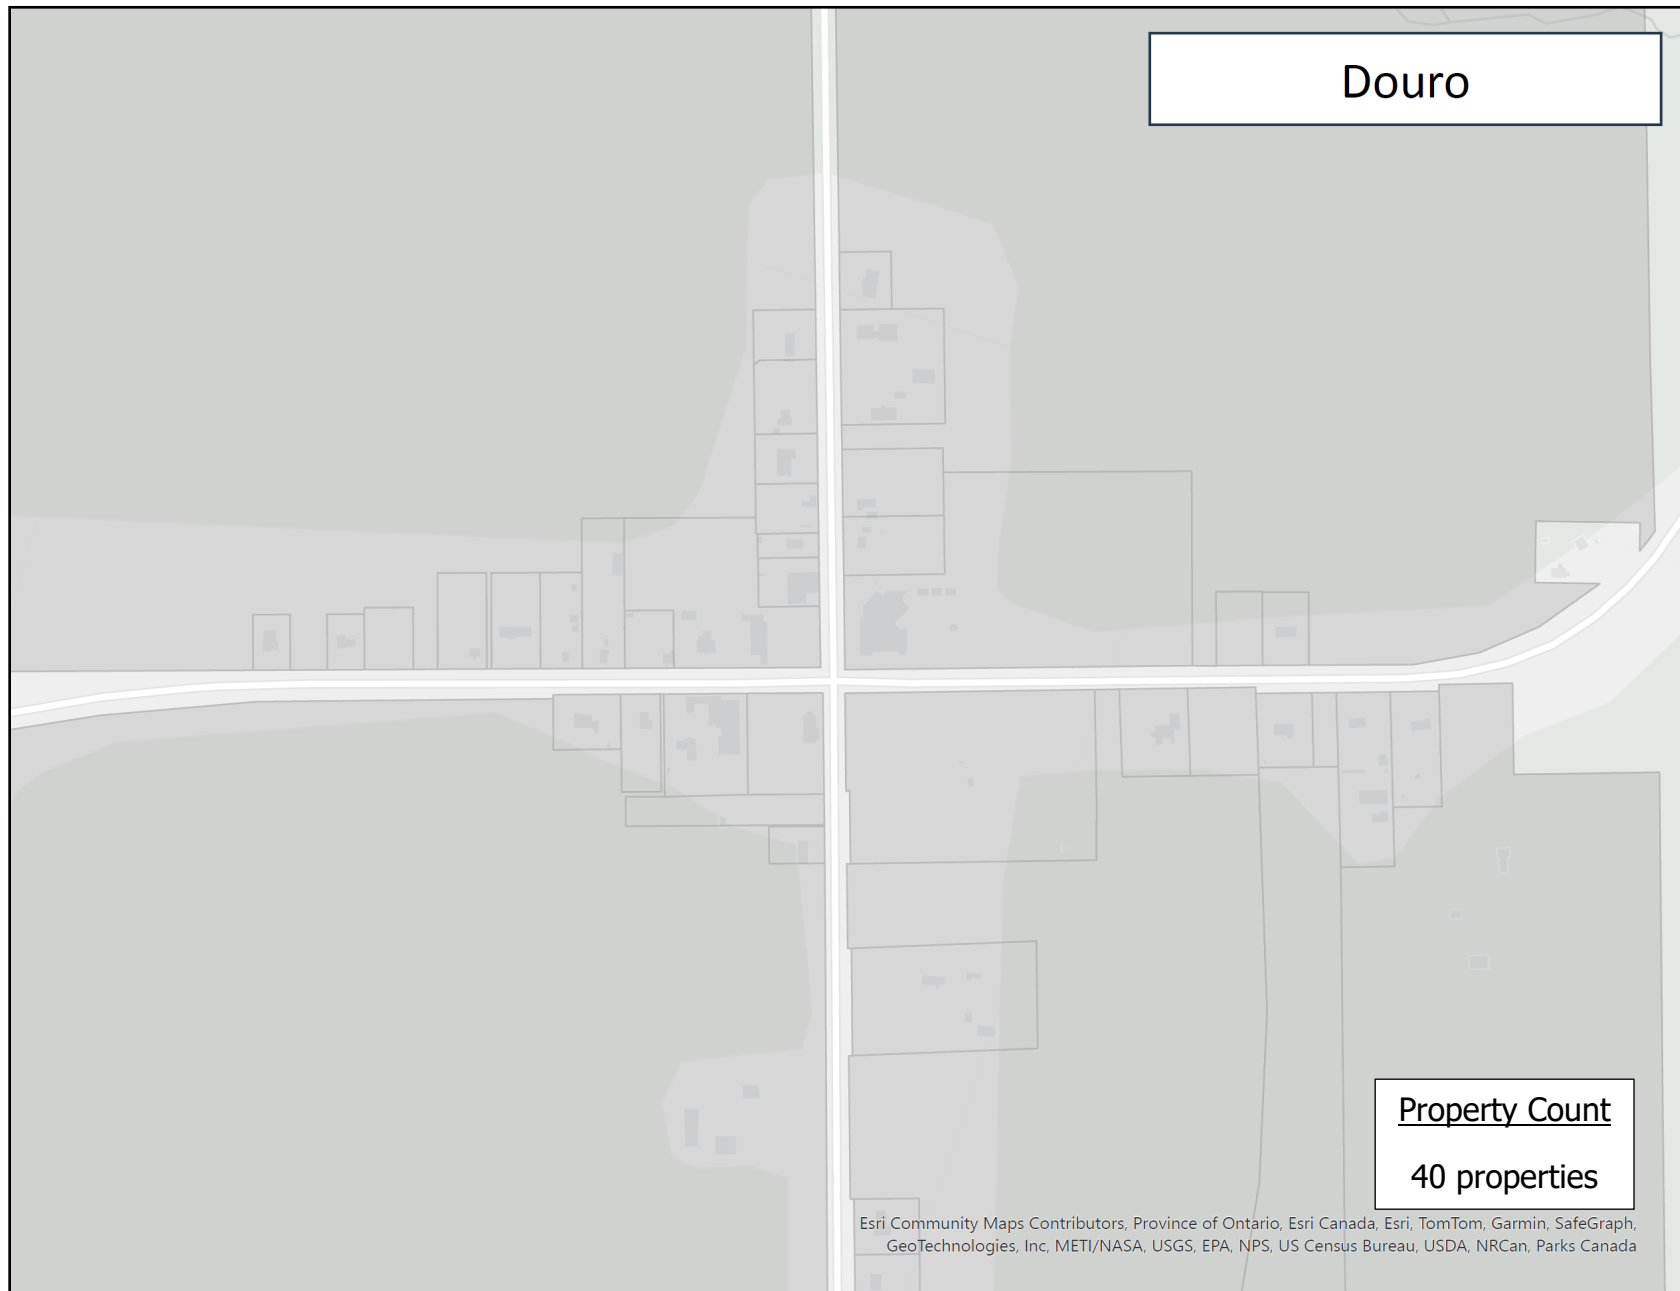 Douro
Property Count
40 properties
Esri Community Maps Contributors, Province of Ontario, Esri Canada, Esri, TomTom, Garmin, SafeGraph,
GeoTechnologies, Inc, METI/NASA, USGS, EPA, NPS, US Census Bureau, USDA, NRCan, Parks Canada